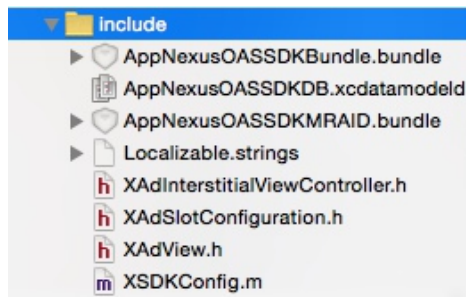 include
AppNexusOASSDKBundle.bundle
AppNexusOASSDKDB.xcdatamodeld
AppNexusOASSDKMRAID.bundle
Localizable.strings
h XAdInterstitialViewController.h
h XAdSlotConfiguration.h
h XAdView.h
m XSDKConfig.m